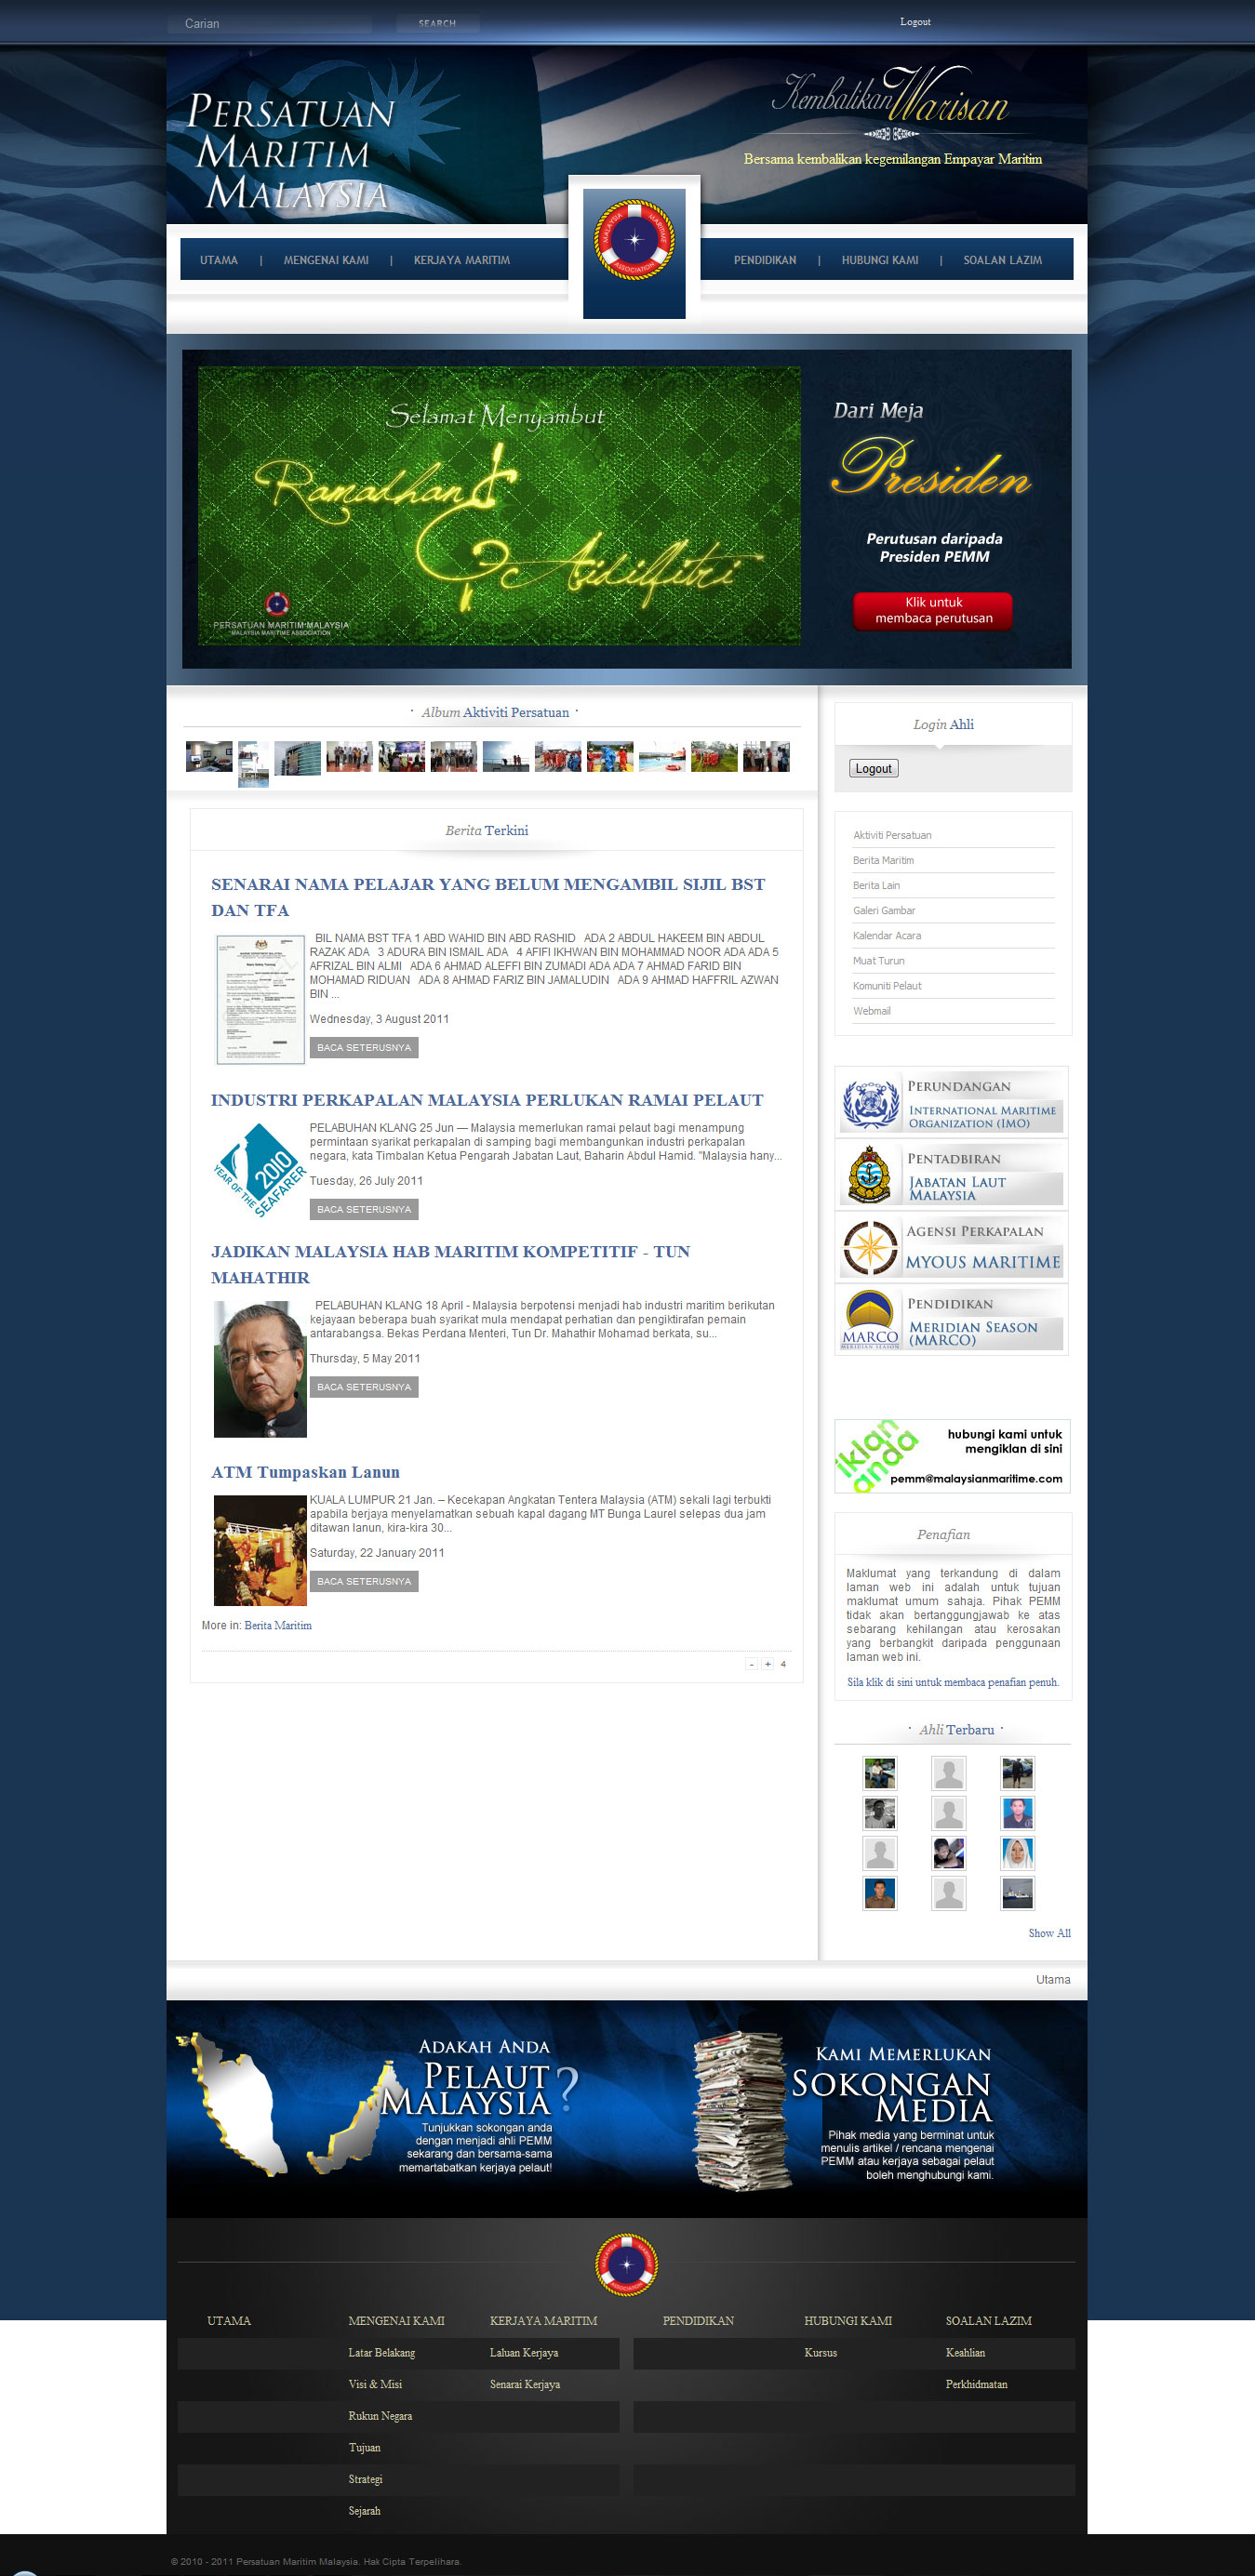 Carian
SEARCH
Logout
PERSATUAN
MARITIM
MALAYSIA
Kembalikan Warisan
Bersama kembalikan kegemilangan Empayar Maritim
MALAYSIA MARITIME
ASSOCIATION
UTAMA | MENGENAI KAMI | KERJAYA MARITIM
PENDIDIKAN | HUBUNGI KAMI | SOALAN LAZIM
Selamat Menyambut
Ramadhan
& Aidilfitri
PERSATUAN MARITIM MALAYSIA
MALAYSIA MARITIME ASSOCIATION
Dari Meja
Presiden
Perutusan daripada
Presiden PEMM
Klik untuk
membaca perutusan
· Album Aktiviti Persatuan ·
Login Ahli
Logout
Berita Terkini
SENARAI NAMA PELAJAR YANG BELUM MENGAMBIL SIJIL BST
DAN TFA
BIL NAMA BST TFA 1 ABD WAHID BIN ABD RASHID ADA 2 ABDUL HAKEEM BIN ABDUL
RAZAK ADA 3 ADURA BIN ISMAIL ADA 4 AFIFI IKHWAN BIN MOHAMMAD NOOR ADA ADA 5
AFRIZAL BIN ALMI ADA 6 AHMAD ALEFFI BIN ZUMADI ADA ADA 7 AHMAD FARID BIN
MOHAMAD RIDUAN ADA 8 AHMAD FARIZ BIN JAMALUDIN ADA 9 AHMAD HAFFRIL AZWAN
BIN ...
Wednesday, 3 August 2011
BACA SETERUSNYA
INDUSTRI PERKAPALAN MALAYSIA PERLUKAN RAMAI PELAUT
2010
YEAR OF THE SEAFARER
PELABUHAN KLANG 25 Jun — Malaysia memerlukan ramai pelaut bagi menampung
permintaan syarikat perkapalan di samping bagi membangunkan industri perkapalan
negara, kata Timbalan Ketua Pengarah Jabatan Laut, Baharin Abdul Hamid. "Malaysia hany...
Tuesday, 26 July 2011
BACA SETERUSNYA
JADIKAN MALAYSIA HAB MARITIM KOMPETITIF - TUN
MAHATHIR
PELABUHAN KLANG 18 April - Malaysia berpotensi menjadi hab industri maritim berikutan
kejayaan beberapa buah syarikat mula mendapat perhatian dan pengiktirafan pemain
antarabangsa. Bekas Perdana Menteri, Tun Dr. Mahathir Mohamad berkata, su...
Thursday, 5 May 2011
BACA SETERUSNYA
ATM Tumpaskan Lanun
KUALA LUMPUR 21 Jan. – Kecekapan Angkatan Tentera Malaysia (ATM) sekali lagi terbukti
apabila berjaya menyelamatkan sebuah kapal dagang MT Bunga Laurel selepas dua jam
ditawan lanun, kira-kira 30...
Saturday, 22 January 2011
BACA SETERUSNYA
More in: Berita Maritim
- + 4
Aktiviti Persatuan
Berita Maritim
Berita Lain
Galeri Gambar
Kalendar Acara
Muat Turun
Komuniti Pelaut
Webmail
PERUNDANGAN
INTERNATIONAL MARITIME
ORGANIZATION (IMO)
PENTADBIRAN
JABATAN LAUT
MALAYSIA
AGENSI PERKAPALAN
MYOUS MARITIME
MARCO
MERIDIAN SEASON
PENDIDIKAN
MERIDIAN SEASON
(MARCO)
hubungi kami untuk
mengiklan di sini
pemm@malaysianmaritime.com
Penafian
Maklumat yang terkandung di dalam
laman web ini adalah untuk tujuan
maklumat umum sahaja. Pihak PEMM
tidak akan bertanggungjawab ke atas
sebarang kehilangan atau kerosakan
yang berbangkit daripada penggunaan
laman web ini.
Sila klik di sini untuk membaca penafian penuh.
· Ahli Terbaru ·
Show All
Utama
ADAKAH ANDA
PELAUT
MALAYSIA?
Tunjukkan sokongan anda
dengan menjadi ahli PEMM
sekarang dan bersama-sama
memartabatkan kerjaya pelaut!
KAMI MEMERLUKAN
SOKONGAN
MEDIA
Pihak media yang berminat untuk
menulis artikel / rencana mengenai
PEMM atau kerjaya sebagai pelaut
boleh menghubungi kami.
MALAYSIA MARITIME
ASSOCIATION
UTAMA MENGENAI KAMI KERJAYA MARITIM PENDIDIKAN HUBUNGI KAMI SOALAN LAZIM
Latar Belakang Laluan Kerjaya Kursus Keahlian
Visi & Misi Senarai Kerjaya Perkhidmatan
Rukun Negara
Tujuan
Strategi
Sejarah
© 2010 - 2011 Persatuan Maritim Malaysia. Hak Cipta Terpelihara.